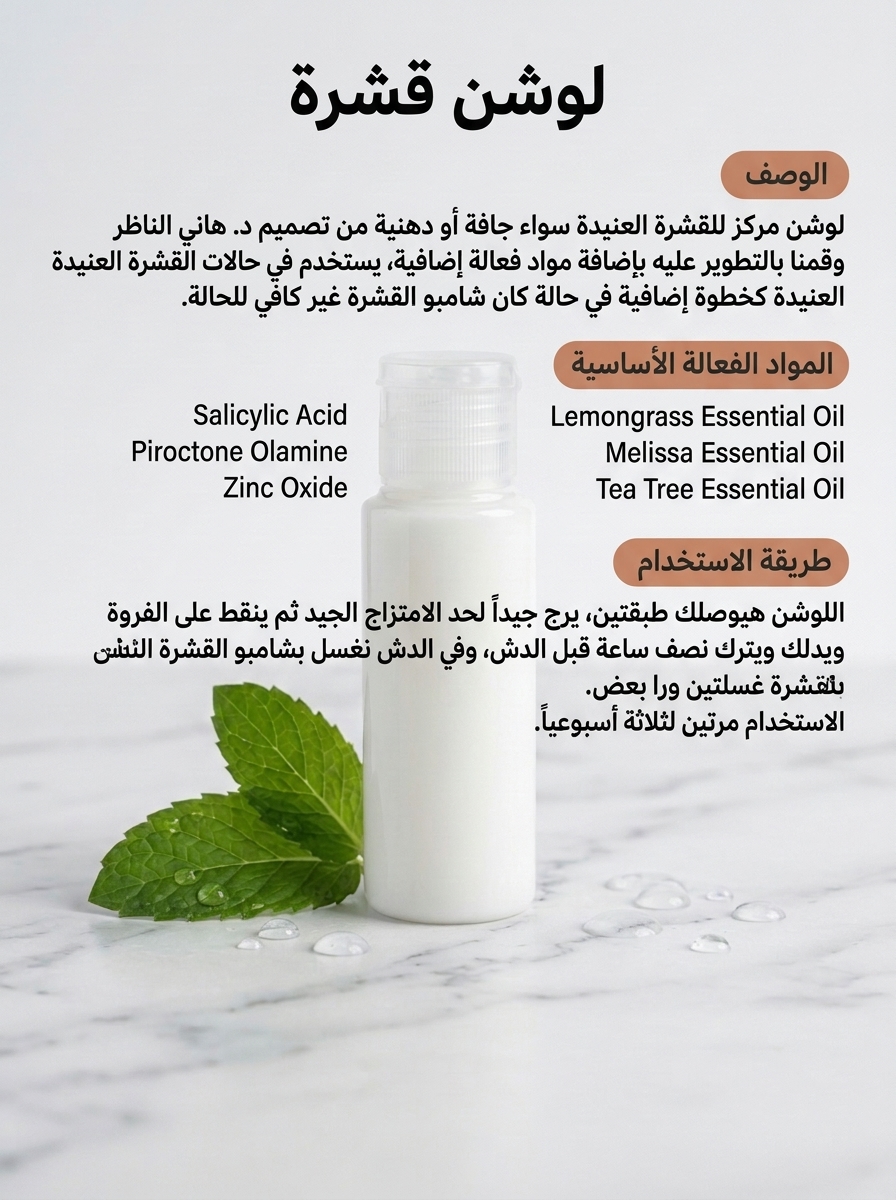 لوشن قشرة
الوصف
لوشن مركز للقشرة العنيدة سواء جافة أو دهنية من تصميم د. هاني الناظر
وقمنا بالتطوير عليه بإضافة مواد فعالة إضافية، يستخدم في حالات القشرة العنيدة
العنيدة كخطوة إضافية في حالة كان شامبو القشرة غير كافي للحالة.
المواد الفعالة الأساسية
Lemongrass Essential Oil
Melissa Essential Oil
Tea Tree Essential Oil
Salicylic Acid
Piroctone Olamine
Zinc Oxide
طريقة الاستخدام
اللوشن هيوصلك طبقتين، يرج جيداً لحد الامتزاج الجيد ثم ينقط على الفروة
ويدلك ويترك نصف ساعة قبل الدش، وفي الدش نغسل بشامبو القشرة
غسلتين ورا بعض.
الاستخدام مرتين لثلاثة أسبوعياً.